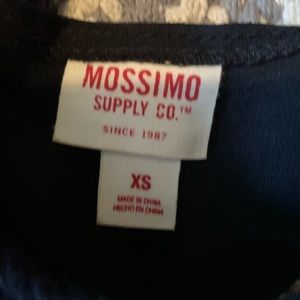 MOSSIMO
SUPPLY CO.™
SINCE 1987
XS
MADE IN CHINA
HECHO EN CHINA